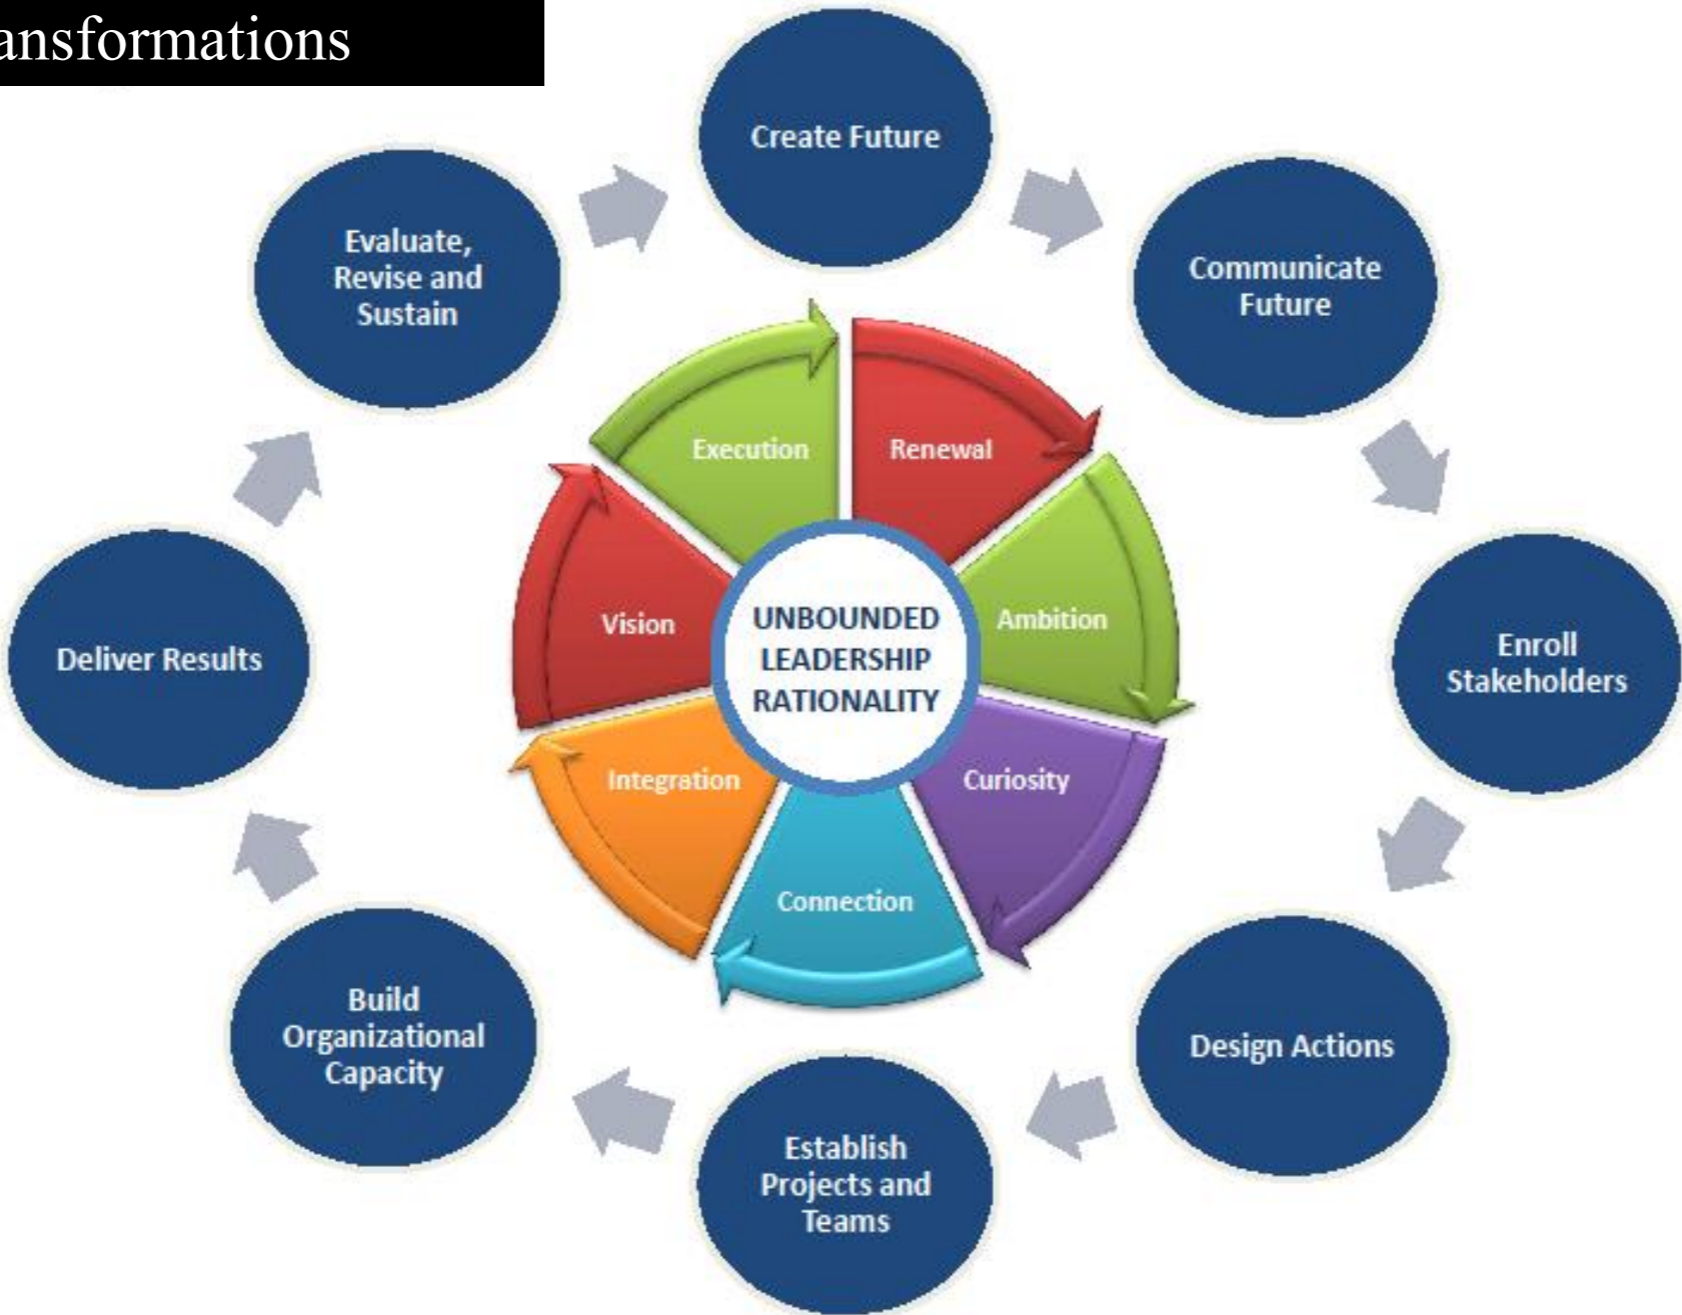 ansformations
Create Future
Communicate
Future
Enroll
Stakeholders
Design Actions
Establish
Projects and
Teams
Build
Organizational
Capacity
Deliver Results
Evaluate,
Revise and
Sustain
Renewal
Ambition
Curiosity
Connection
Integration
Vision
Execution
UNBOUNDED
LEADERSHIP
RATIONALITY